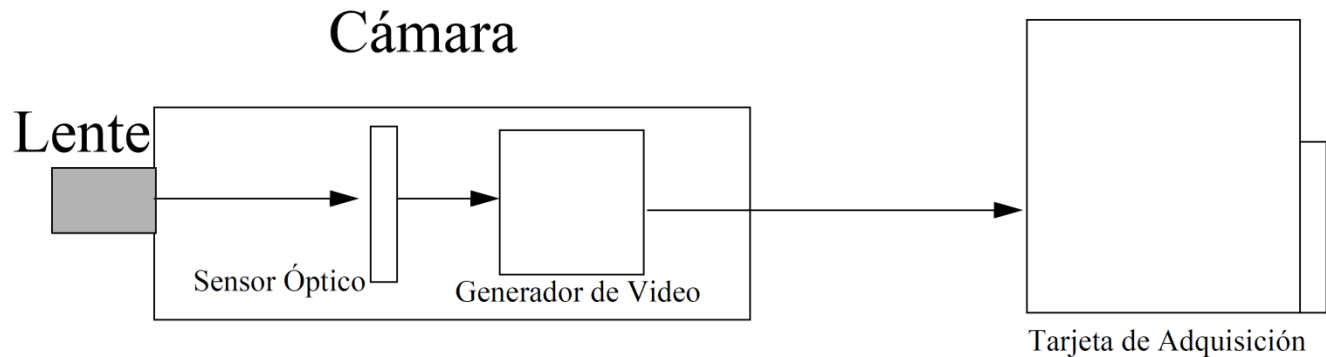 Cámara
Lente
Sensor Óptico
Generador de Video
Tarjeta de Adquisición